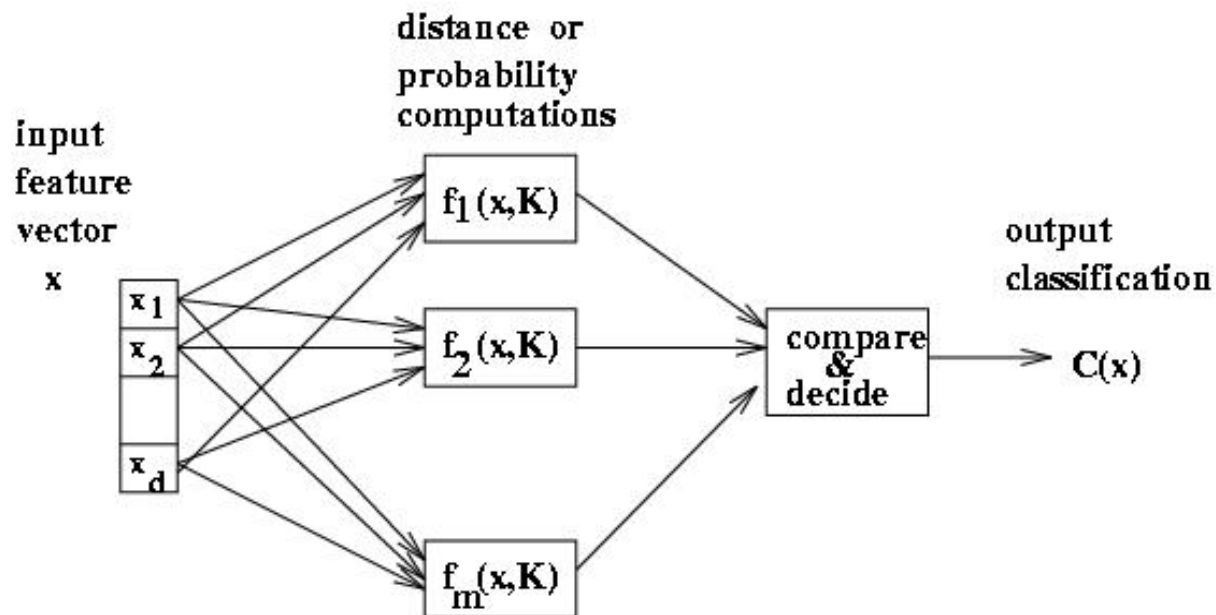 distance or
probability
computations
input
feature
vector
x
x1
x2
xd
f1(x,K)
f2(x,K)
fm(x,K)
compare
&
decide
output
classification
C(x)